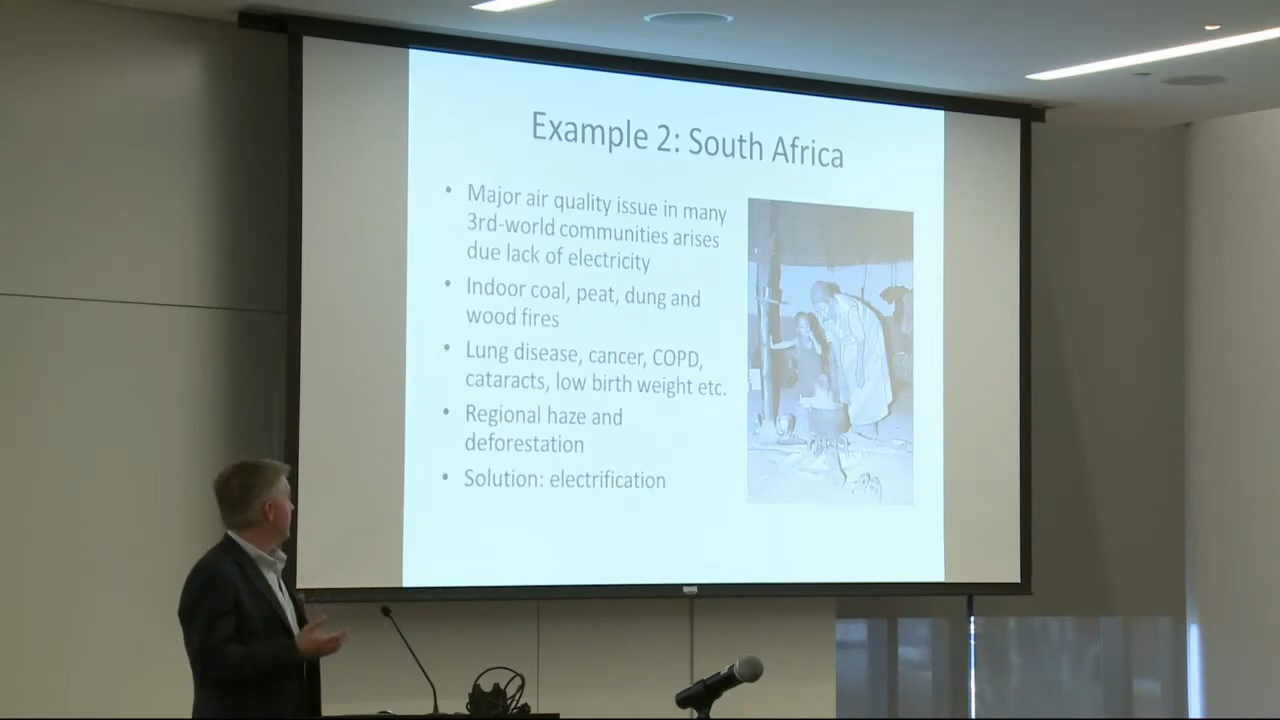 Example 2: South Africa
• Major air quality issue in many
3rd-world communities arises
due lack of electricity
• Indoor coal, peat, dung and
wood fires
• Lung disease, cancer, COPD,
cataracts, low birth weight etc.
• Regional haze and
deforestation
• Solution: electrification